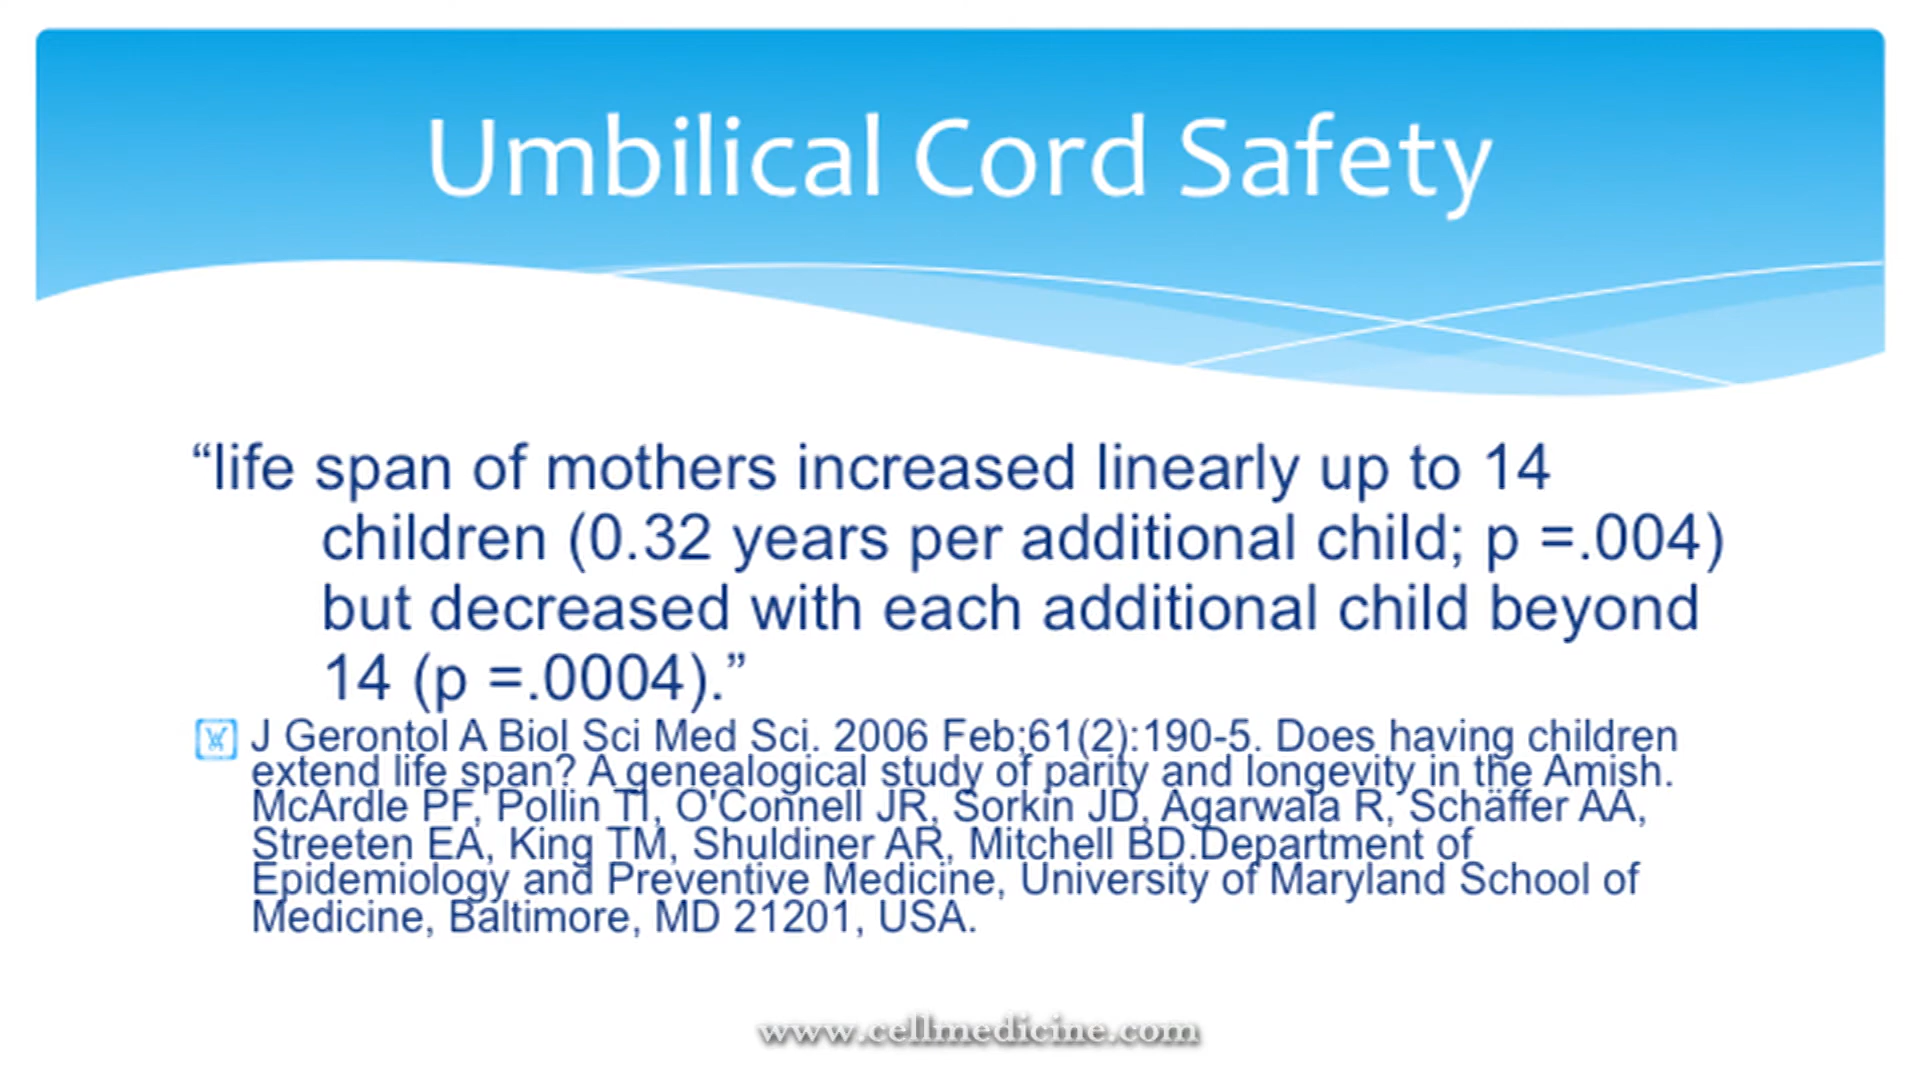 Umbilical Cord Safety
“life span of mothers increased linearly up to 14
children (0.32 years per additional child; p =.004)
but decreased with each additional child beyond
14 (p =.0004).”
J Gerontol A Biol Sci Med Sci. 2006 Feb;61(2):190-5. Does having children
extend life span? A genealogical study of parity and longevity in the Amish.
McArdle PF, Pollin TI, O'Connell JR, Sorkin JD, Agarwala R, Schäffer AA,
Streeten EA, King TM, Shuldiner AR, Mitchell BD.Department of
Epidemiology and Preventive Medicine, University of Maryland School of
Medicine, Baltimore, MD 21201, USA.
www.cellmedicine.com